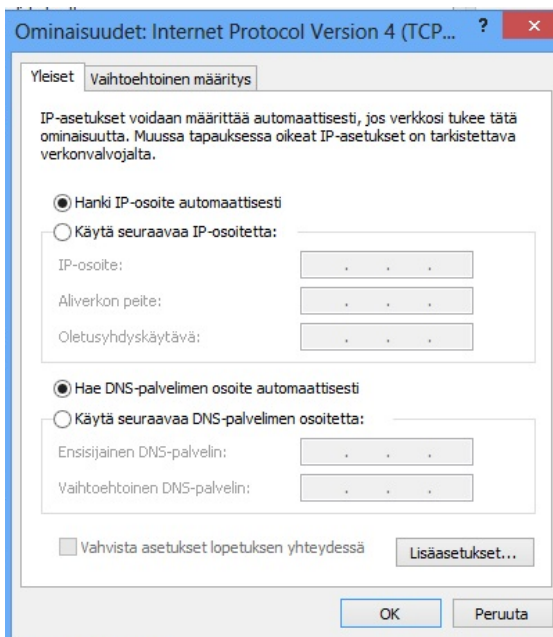 Ominaisuudet: Internet Protocol Version 4 (TCP...
?
Yleiset
Vaihtoehtoinen määritys
IP-asetukset voidaan määrittää automaattisesti, jos verkkosi tukee tätä
ominaisuutta. Muussa tapauksessa oikeat IP-asetukset on tarkistettava
verkonvalvojalta.
Hanki IP-osoite automaattisesti
Käytä seuraavaa IP-osoitetta:
IP-osoite:
Aliverkon peite:
Oletusyhdyskäytävä:
Hae DNS-palvelimen osoite automaattisesti
Käytä seuraavaa DNS-palvelimen osoitetta:
Ensisijainen DNS-palvelin:
Vaihtoehtoinen DNS-palvelin:
Vahvista asetukset lopetuksen yhteydessä
Lisäasetukset...
OK
Peruuta